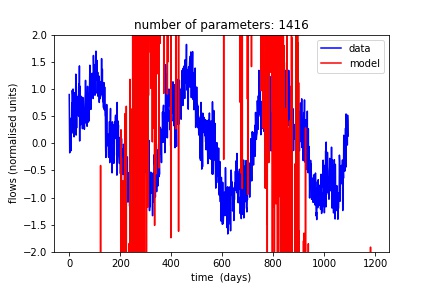 number of parameters: 1416
2.0
1.5
1.0
0.5
0.0
−0.5
−1.0
−1.5
−2.0
flows (normalised units)
data
model
0 200 400 600 800 1000 1200
time  (days)